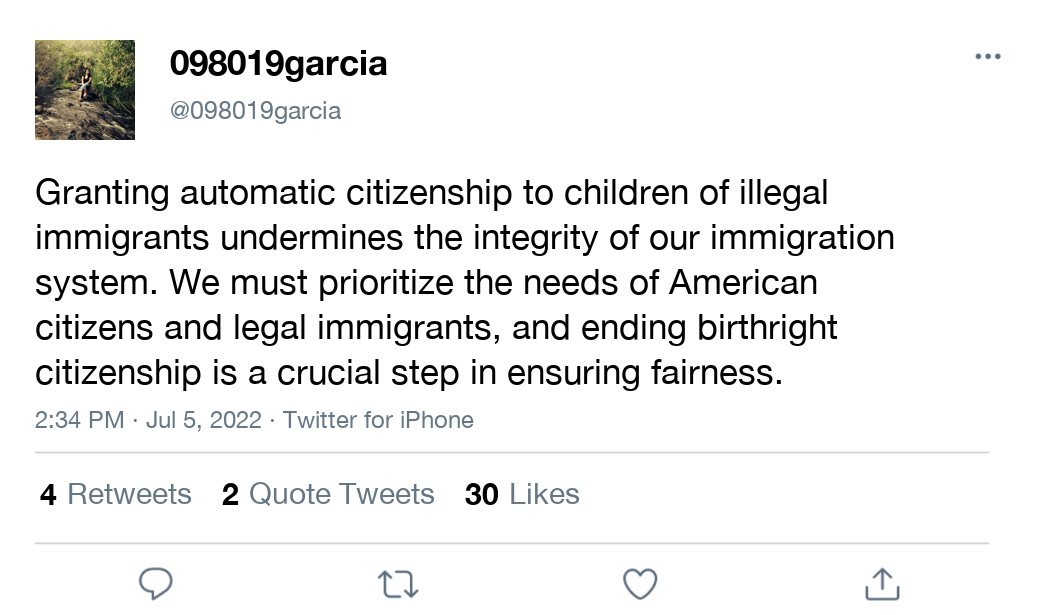 098019garcia
@098019garcia
Granting automatic citizenship to children of illegal
immigrants undermines the integrity of our immigration
system. We must prioritize the needs of American
citizens and legal immigrants, and ending birthright
citizenship is a crucial step in ensuring fairness.
2:34 PM · Jul 5, 2022 · Twitter for iPhone
4 Retweets 2 Quote Tweets 30 Likes